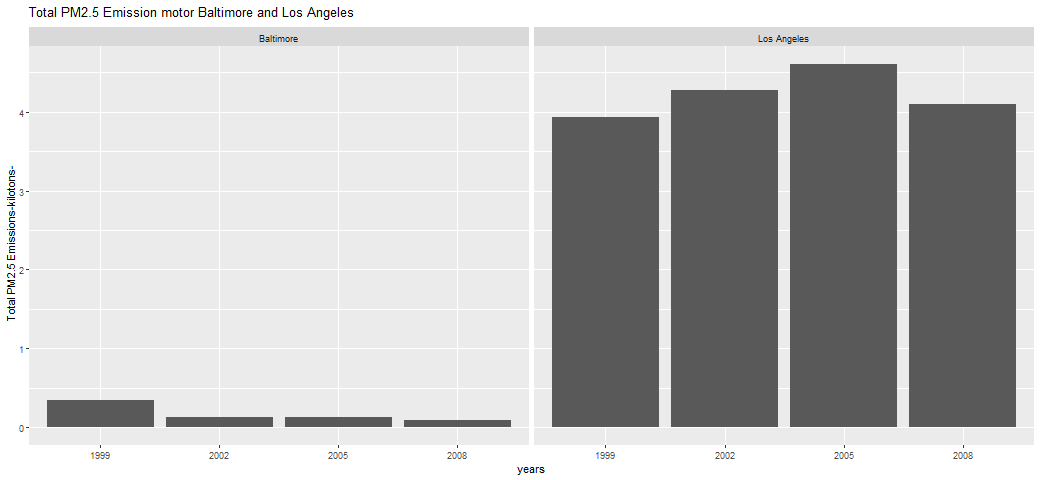 Total PM2.5 Emission motor Baltimore and Los Angeles
Baltimore
Los Angeles
Total PM2.5 Emissions-kilotons-
4
3
2
1
0
1999
2002
2005
2008
1999
2002
2005
2008
years